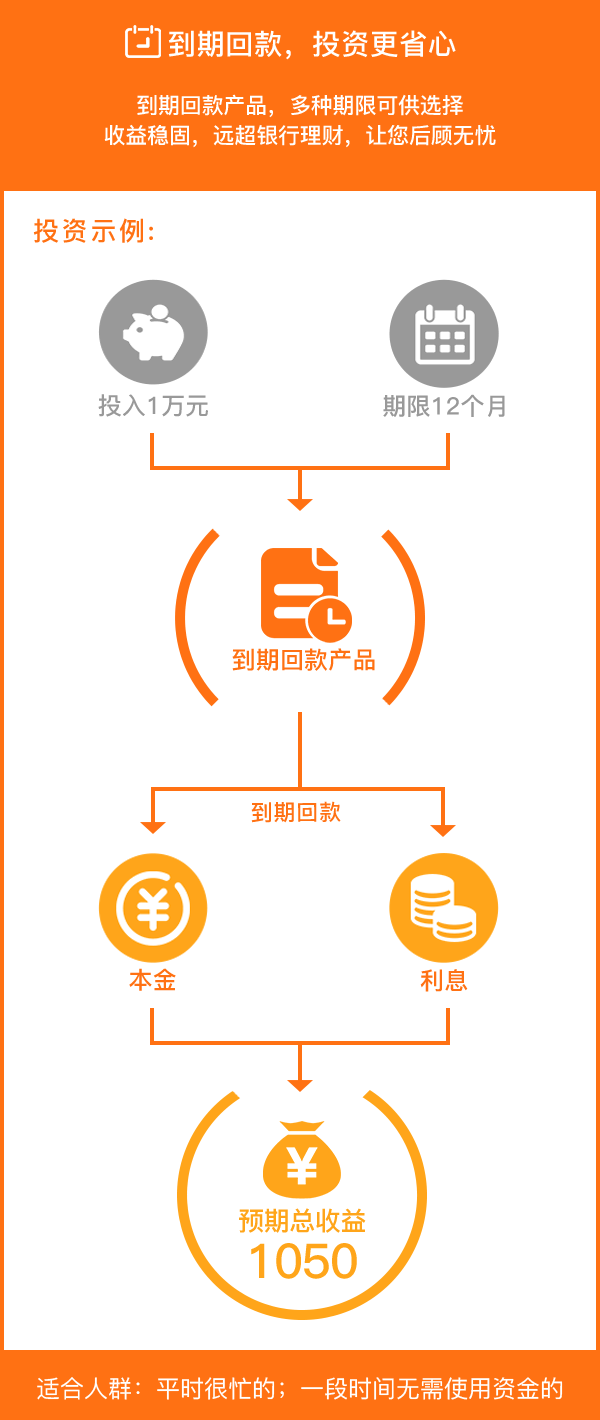 到期回款，投资更省心
到期回款产品，多种期限可供选择
收益稳固，远超银行理财，让您后顾无忧
投资示例:
投入1万元
期限12个月
到期回款产品
到期回款
本金
利息
预期总收益
1050
适合人群：平时很忙的；一段时间无需使用资金的